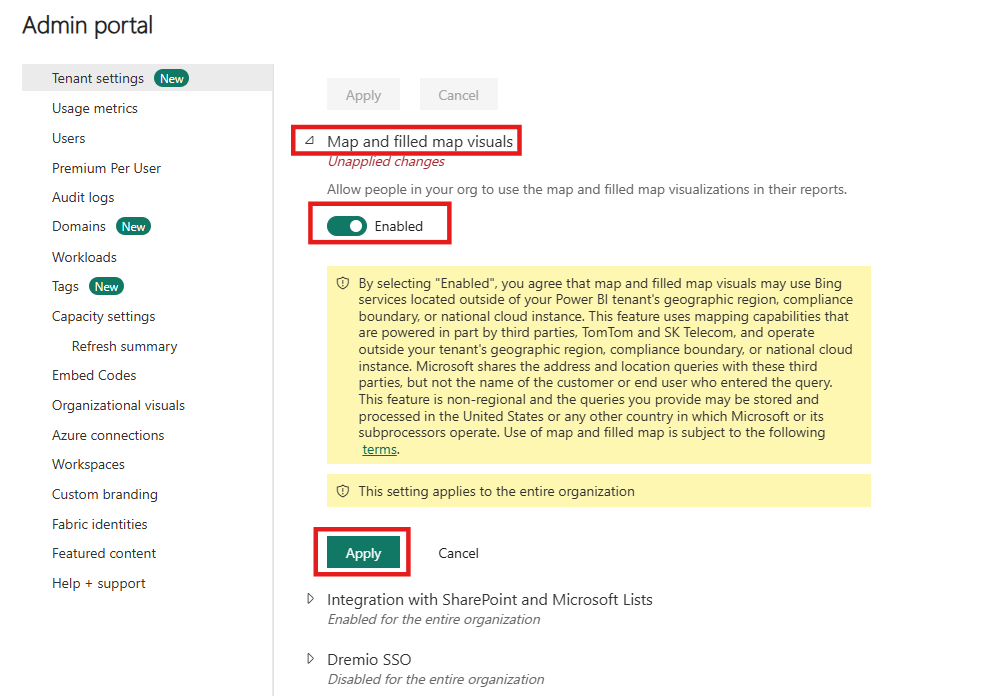 Admin portal
Tenant settings New
Usage metrics
Users
Premium Per User
Audit logs
Domains New
Workloads
Tags New
Capacity settings
Refresh summary
Embed Codes
Organizational visuals
Azure connections
Workspaces
Custom branding
Fabric identities
Featured content
Help + support
Apply Cancel
Map and filled map visuals
Unapplied changes
Allow people in your org to use the map and filled map visualizations in their reports.
Enabled
By selecting "Enabled", you agree that map and filled map visuals may use Bing
services located outside of your Power BI tenant's geographic region, compliance
boundary, or national cloud instance. This feature uses mapping capabilities that
are powered in part by third parties, TomTom and SK Telecom, and operate
outside your tenant's geographic region, compliance boundary, or national cloud
instance. Microsoft shares the address and location queries with these third
parties, but not the name of the customer or end user who entered the query.
This feature is non-regional and the queries you provide may be stored and
processed in the United States or any other country in which Microsoft or its
subprocessors operate. Use of map and filled map is subject to the following
terms.
This setting applies to the entire organization
Apply Cancel
Integration with SharePoint and Microsoft Lists
Enabled for the entire organization
Dremio SSO
Disabled for the entire organization